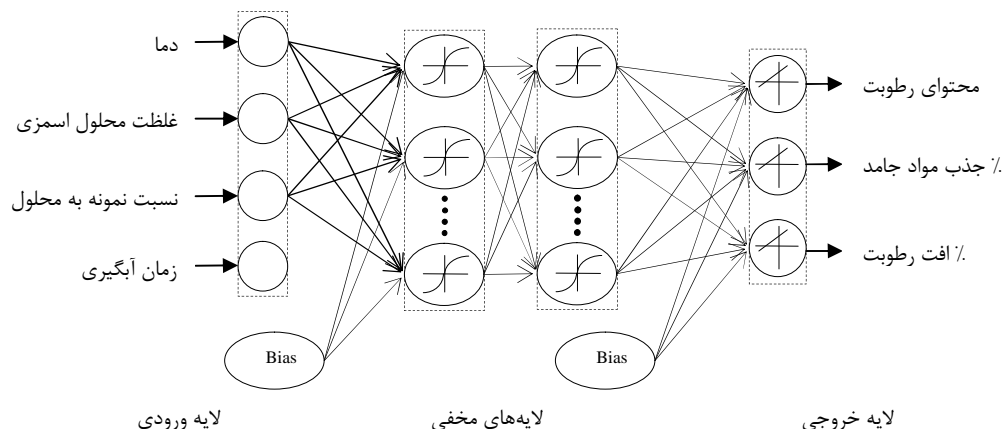 دما
غلظت محلول اسمزی
نسبت نمونه به محلول
زمان آبگیری
محتوای رطوبت
٪ جذب مواد جامد
٪ افت رطوبت
Bias
Bias
لایه ورودی
لایه‌های مخفی
لایه خروجی